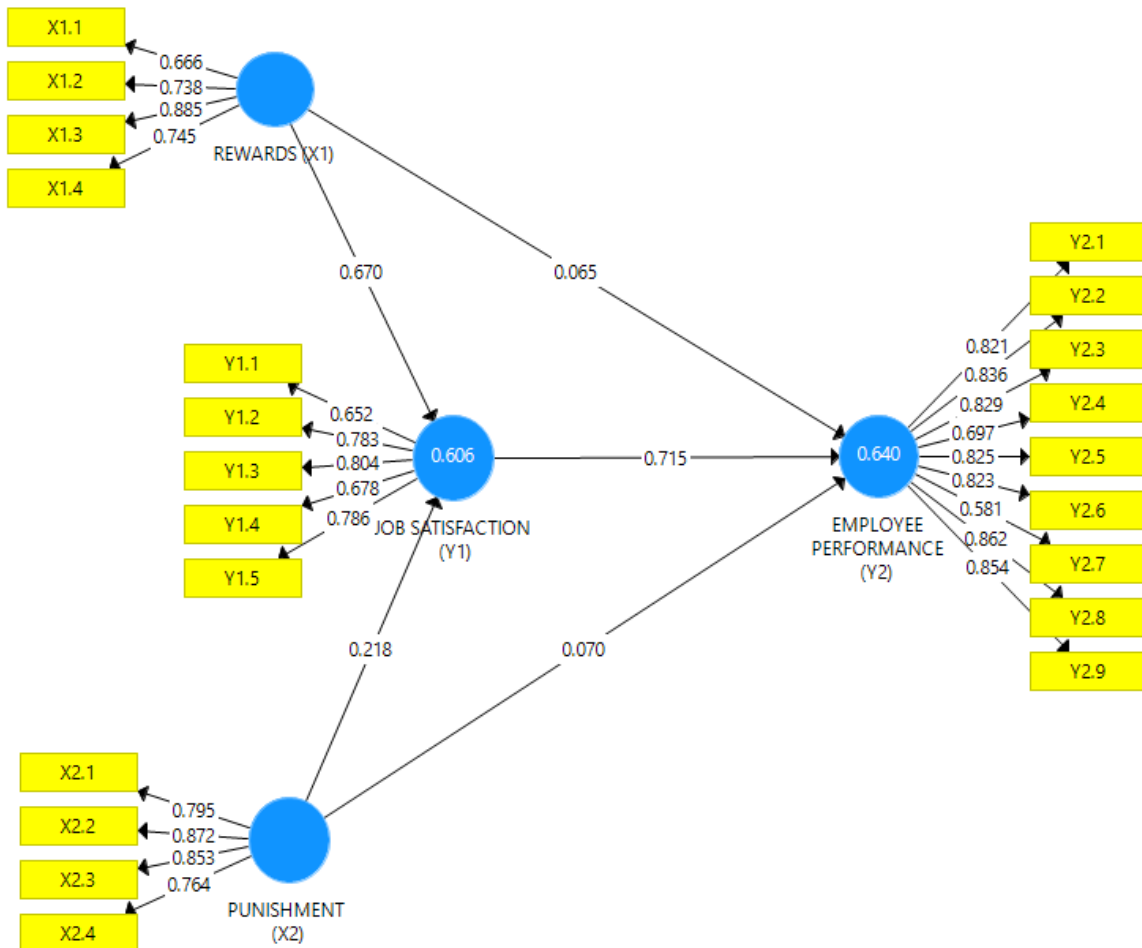 X1.1
0.666
X1.2
0.738
0.885
X1.3
0.745
X1.4
REWARDS (X1)
0.670
0.065
Y1.1
0.652
Y1.2
0.783
Y1.3
0.804
0.678
Y1.4
0.786
Y1.5
0.606
JOB SATISFACTION
(Y1)
0.715
0.640
EMPLOYEE
PERFORMANCE
(Y2)
Y2.1
Y2.2
0.821
Y2.3
0.836
0.829
Y2.4
0.697
0.825
Y2.5
0.823
0.581
Y2.6
0.862
0.854
Y2.7
Y2.8
Y2.9
0.218
0.070
X2.1
0.795
X2.2
0.872
0.853
X2.3
0.764
X2.4
PUNISHMENT
(X2)